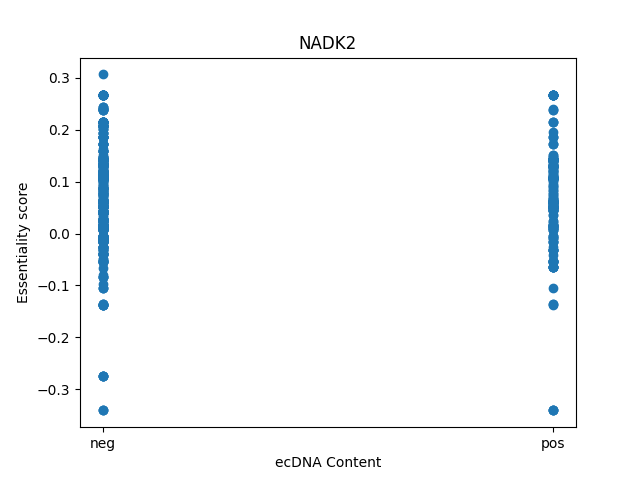 NADK2
0.3
0.2
0.1
0.0
−0.1
−0.2
−0.3
Essentiality score
neg
pos
ecDNA Content